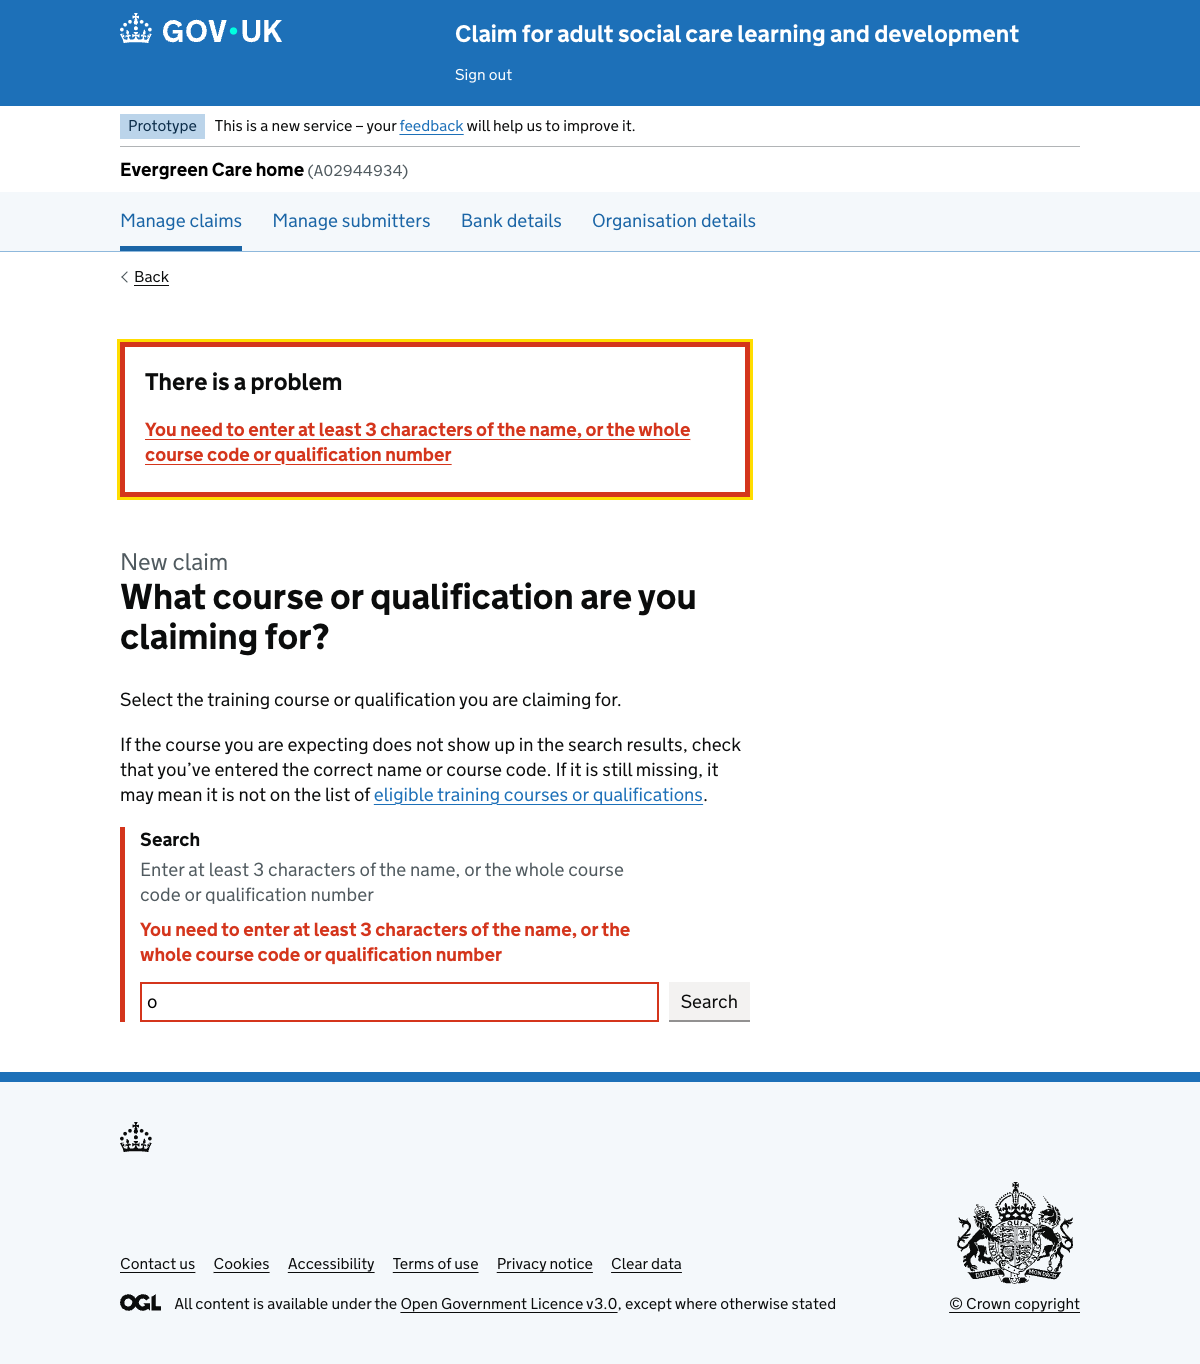 GOV•UK
Claim for adult social care learning and development
Sign out
Prototype This is a new service – your feedback will help us to improve it.
Evergreen Care home (A02944934)
Manage claims Manage submitters Bank details Organisation details
Back
There is a problem
You need to enter at least 3 characters of the name, or the whole
course code or qualification number
New claim
What course or qualification are you
claiming for?
Select the training course or qualification you are claiming for.
If the course you are expecting does not show up in the search results, check
that you’ve entered the correct name or course code. If it is still missing, it
may mean it is not on the list of eligible training courses or qualifications.
Search
Enter at least 3 characters of the name, or the whole course
code or qualification number
You need to enter at least 3 characters of the name, or the
whole course code or qualification number
o
Search
Contact us Cookies Accessibility Terms of use Privacy notice Clear data
OGL All content is available under the Open Government Licence v3.0, except where otherwise stated
© Crown copyright